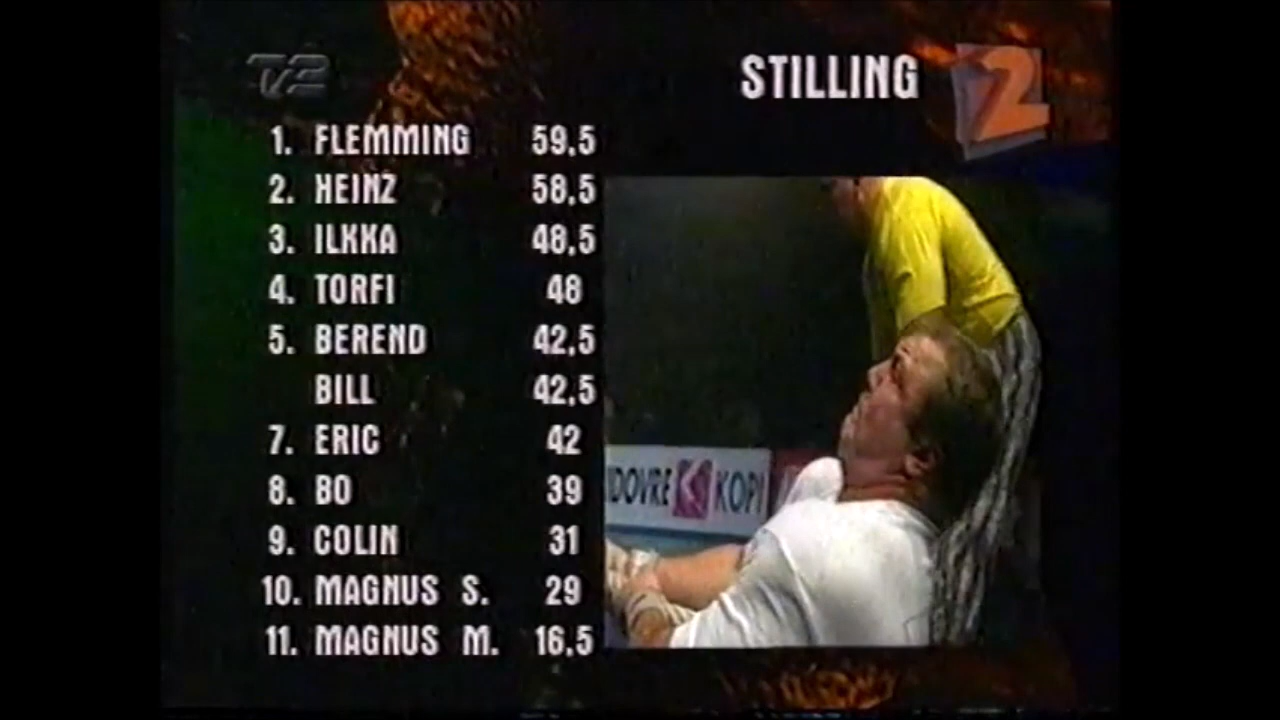 TV2
STILLING 2
1. FLEMMING 59,5
2. HEINZ 58,5
3. ILKKA 48,5
4. TORFI 48
5. BEREND 42,5
BILL 42,5
7. ERIC 42
8. BO 39
9. COLIN 31
10. MAGNUS S. 29
11. MAGNUS M. 16,5
IDOVRE KOPI